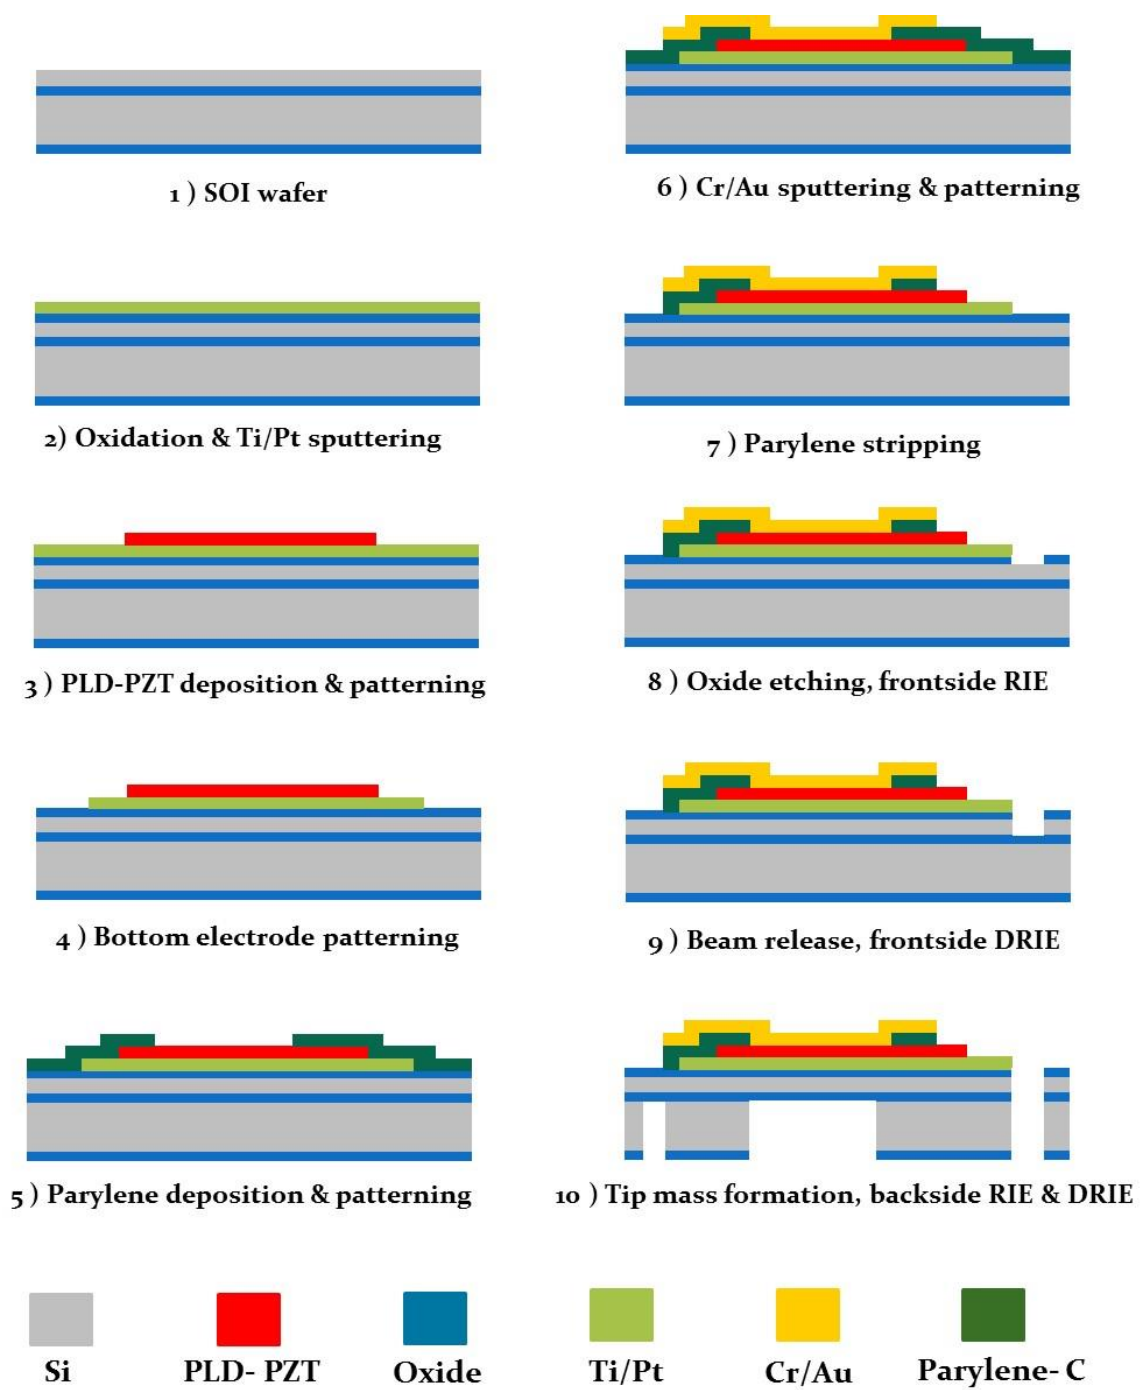 1 ) SOI wafer
2) Oxidation & Ti/Pt sputtering
3 ) PLD-PZT deposition & patterning
4 ) Bottom electrode patterning
5 ) Parylene deposition & patterning
6 ) Cr/Au sputtering & patterning
7 ) Parylene stripping
8 ) Oxide etching, frontside RIE
9 ) Beam release, frontside DRIE
10 ) Tip mass formation, backside RIE & DRIE
Si
PLD- PZT
Oxide
Ti/Pt
Cr/Au
Parylene- C